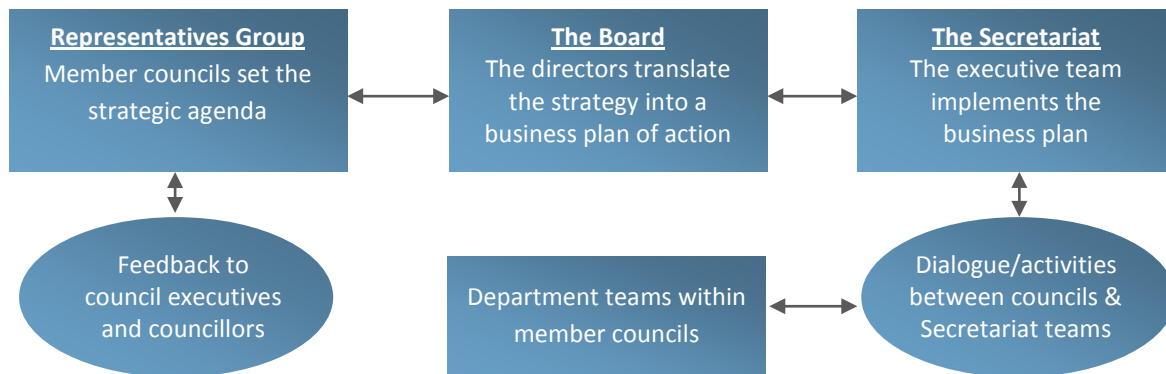 Representatives Group
Member councils set the
strategic agenda
The Board
The directors translate
the strategy into a
business plan of action
The Secretariat
The executive team
implements the
business plan
Feedback to
council executives
and councillors
Department teams within
member councils
Dialogue/activities
between councils &
Secretariat teams